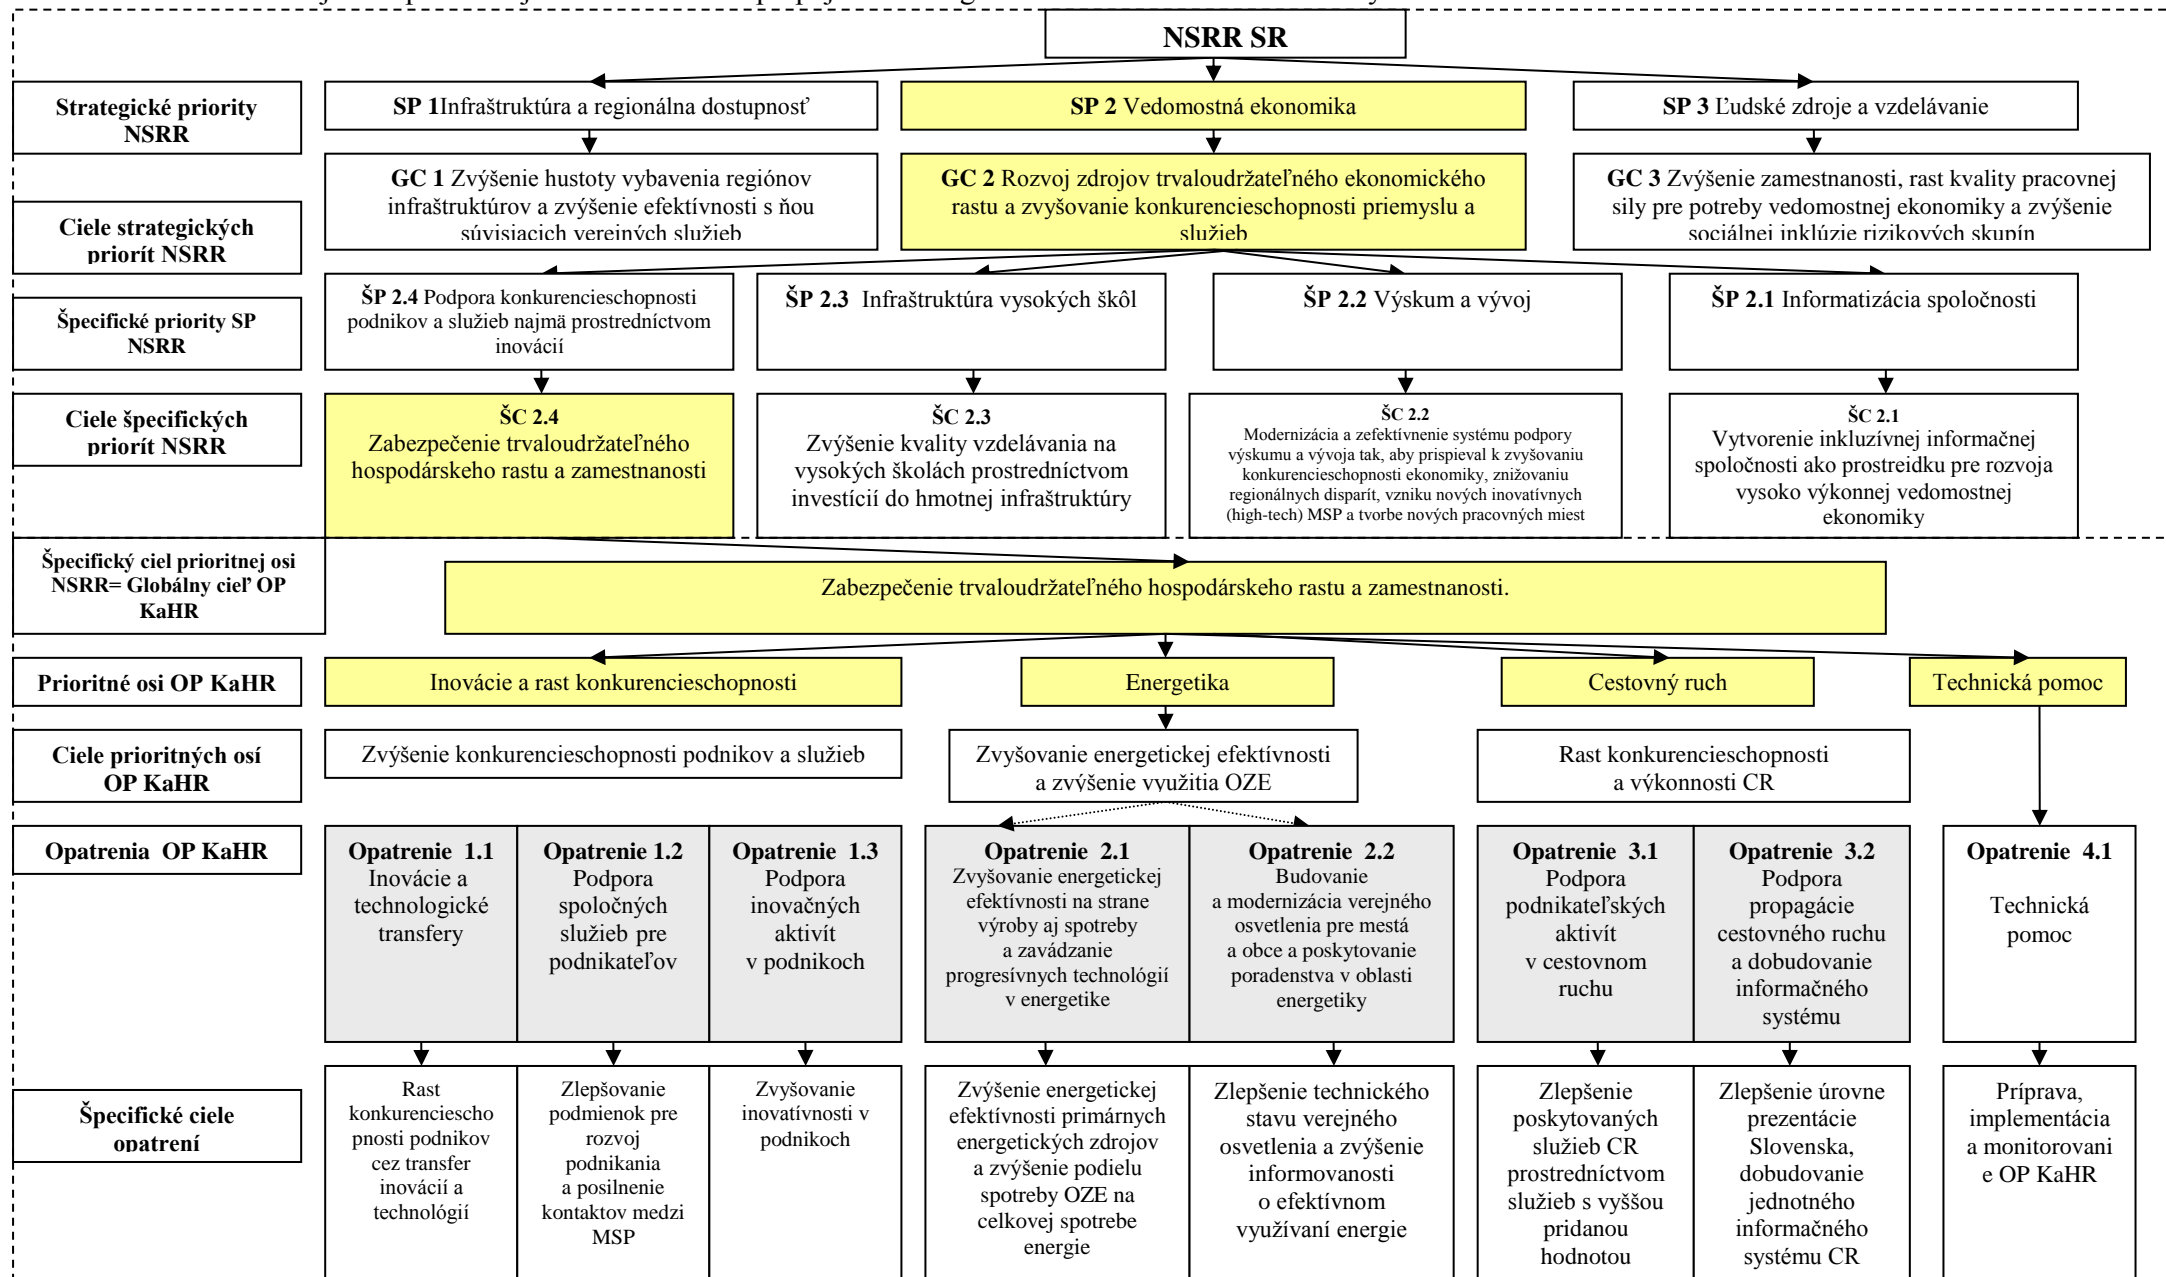 NSRR SR
Strategické priority
NSRR
SP 1Infraštruktúra a regionálna dostupnosť
SP 2 Vedomostná ekonomika
SP 3 Ľudské zdroje a vzdelávanie
Ciele strategických
priorít NSRR
GC 1 Zvýšenie hustoty vybavenia regiónov
infraštruktúrov a zvýšenie efektívnosti s ňou
súvisiacich verejných služieb
GC 2 Rozvoj zdrojov trvaloudržateľného ekonomického
rastu a zvyšovanie konkurencieschopnosti priemyslu a
služieb
GC 3 Zvýšenie zamestnanosti, rast kvality pracovnej
sily pre potreby vedomostnej ekonomiky a zvýšenie
sociálnej inklúzie rizikových skupín
Špecifické priority SP
NSRR
ŠP 2.4 Podpora konkurencieschopnosti
podnikov a služieb najmä prostredníctvom
inovácií
ŠP 2.3 Infraštruktúra vysokých škôl
ŠP 2.2 Výskum a vývoj
ŠP 2.1 Informatizácia spoločnosti
Ciele špecifických
priorít NSRR
ŠC 2.4
Zabezpečenie trvaloudržateľného
hospodárskeho rastu a zamestnanosti
ŠC 2.3
Zvýšenie kvality vzdelávania na
vysokých školách prostredníctvom
investícií do hmotnej infraštruktúry
ŠC 2.2
Modernizácia a zefektívnenie systému podpory
výskumu a vývoja tak, aby prispieval k zvyšovaniu
konkurencieschopnosti ekonomiky, znižovaniu
regionálnych disparít, vzniku nových inovatívnych
(high-tech) MSP a tvorbe nových pracovných miest
ŠC 2.1
Vytvorenie inkluzívnej informačnej
spoločnosti ako prostreidku pre rozvoja
vysoko výkonnej vedomostnej
ekonomiky
Špecifický ciel prioritnej osi
NSRR= Globálny cieľ OP
KaHR
Zabezpečenie trvaloudržateľného hospodárskeho rastu a zamestnanosti.
Prioritné osi OP KaHR
Inovácie a rast konkurencieschopnosti
Energetika
Cestovný ruch
Technická pomoc
Ciele prioritných osí
OP KaHR
Zvýšenie konkurencieschopnosti podnikov a služieb
Zvyšovanie energetickej efektívnosti
a zvýšenie využitia OZE
Rast konkurencieschopnosti
a výkonnosti CR
Opatrenia OP KaHR
Opatrenie 1.1
Inovácie a
technologické
transfery
Opatrenie 1.2
Podpora
spoločných
služieb pre
podnikateľov
Opatrenie 1.3
Podpora
inovačných
aktivít
v podnikoch
Opatrenie 2.1
Zvyšovanie energetickej
efektívnosti na strane
výroby aj spotreby
a zavádzanie
progresívnych technológií
v energetike
Opatrenie 2.2
Budovanie
a modernizácia verejného
osvetlenia pre mestá
a obce a poskytovanie
poradenstva v oblasti
energetiky
Opatrenie 3.1
Podpora
podnikateľských
aktivít
v cestovnom
ruchu
Opatrenie 3.2
Podpora
propagácie
cestovného ruchu
a dobudovanie
informačného
systému
Opatrenie 4.1
Technická
pomoc
Špecifické ciele
opatrení
Rast
konkurenciescho
pnosti podnikov
cez transfer
inovácií a
technológií
Zlepšovanie
podmienok pre
rozvoj
podnikania
a posilnenie
kontaktov medzi
MSP
Zvyšovanie
inovatívnosti v
podnikoch
Zvýšenie energetickej
efektívnosti primárnych
energetických zdrojov
a zvýšenie podielu
spotreby OZE na
celkovej spotrebe
energie
Zlepšenie technického
stavu verejného
osvetlenia a zvýšenie
informovanosti
o efektívnom
využívaní energie
Zlepšenie
poskytovaných
služieb CR
prostredníctvom
služieb s vyššou
pridanou
hodnotou
Zlepšenie úrovne
prezentácie
Slovenska,
dobudovanie
jednotného
informačného
systému CR
Príprava,
implementácia
a monitorovani
e OP KaHR